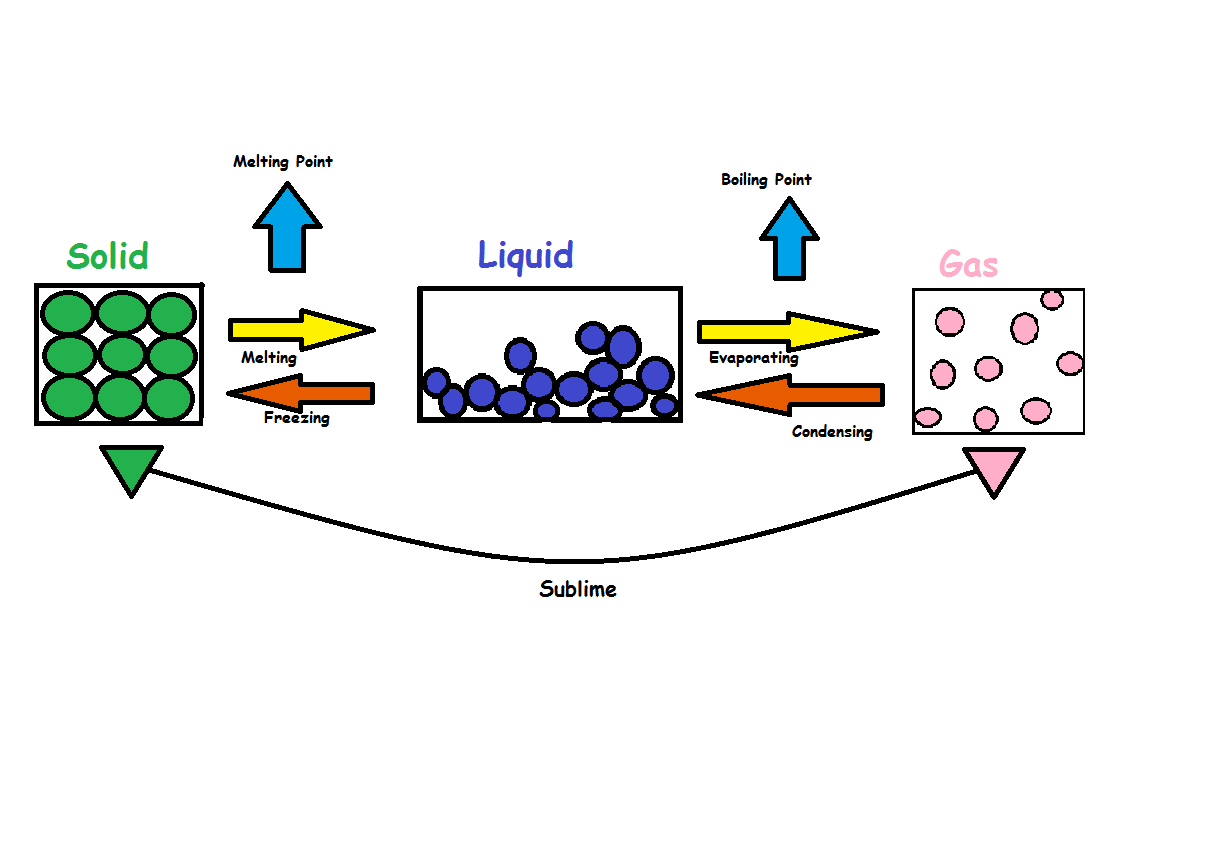 Melting Point
Boiling Point
Solid
Liquid
Gas
Melting
Evaporating
Freezing
Condensing
Sublime